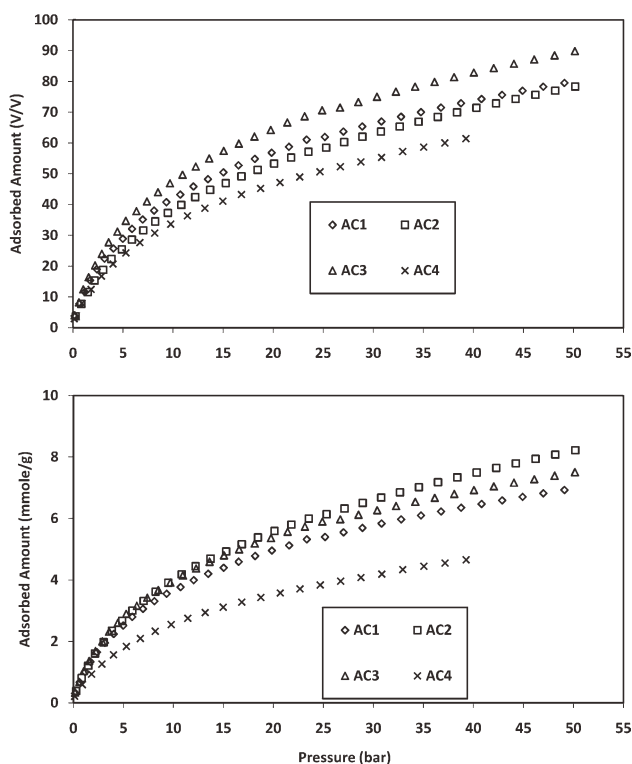 100
90
80
70
60
50
40
30
20
10
0
Adsorbed Amount (V/V)
AC1 AC2
AC3 AC4
0 5 10 15 20 25 30 35 40 45 50 55
10
8
6
4
2
0
Adsorbed Amount (mmole/g)
AC1 AC2
AC3 AC4
0 5 10 15 20 25 30 35 40 45 50 55
Pressure (bar)